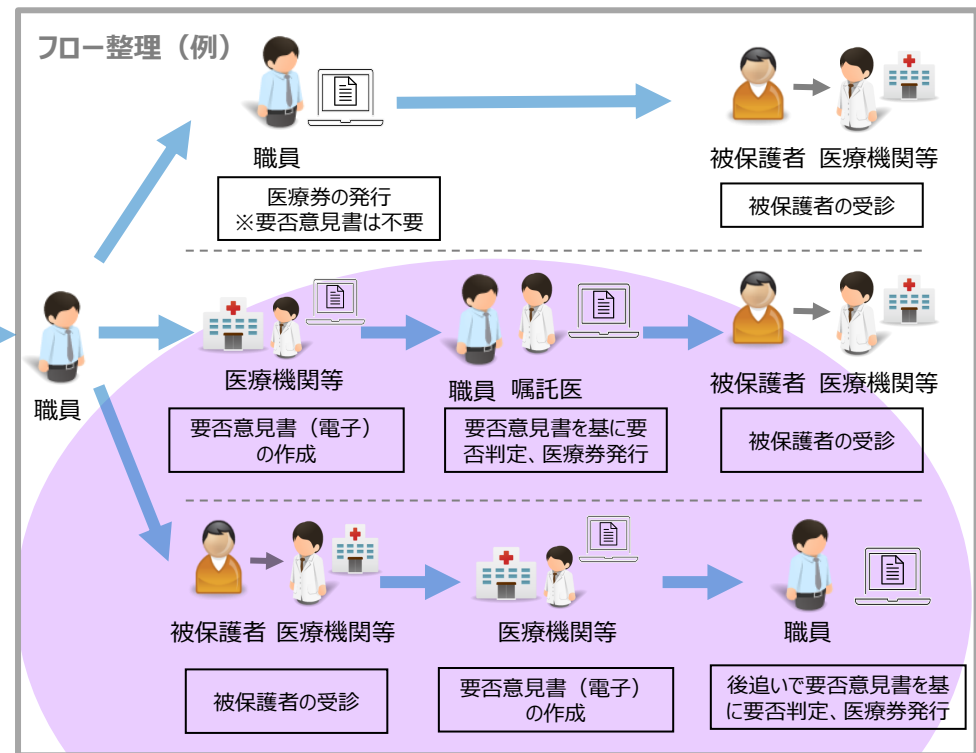 フロー整理（例）
職員
医療券の発行
※要否意見書は不要
被保護者 医療機関等
被保護者の受診
職員
医療機関等
要否意見書（電子）
の作成
職員 嘱託医
要否意見書を基に要
否判定、医療券発行
被保護者 医療機関等
被保護者の受診
被保護者 医療機関等
被保護者の受診
医療機関等
要否意見書（電子）
の作成
職員
後追いで要否意見書を基
に要否判定、医療券発行